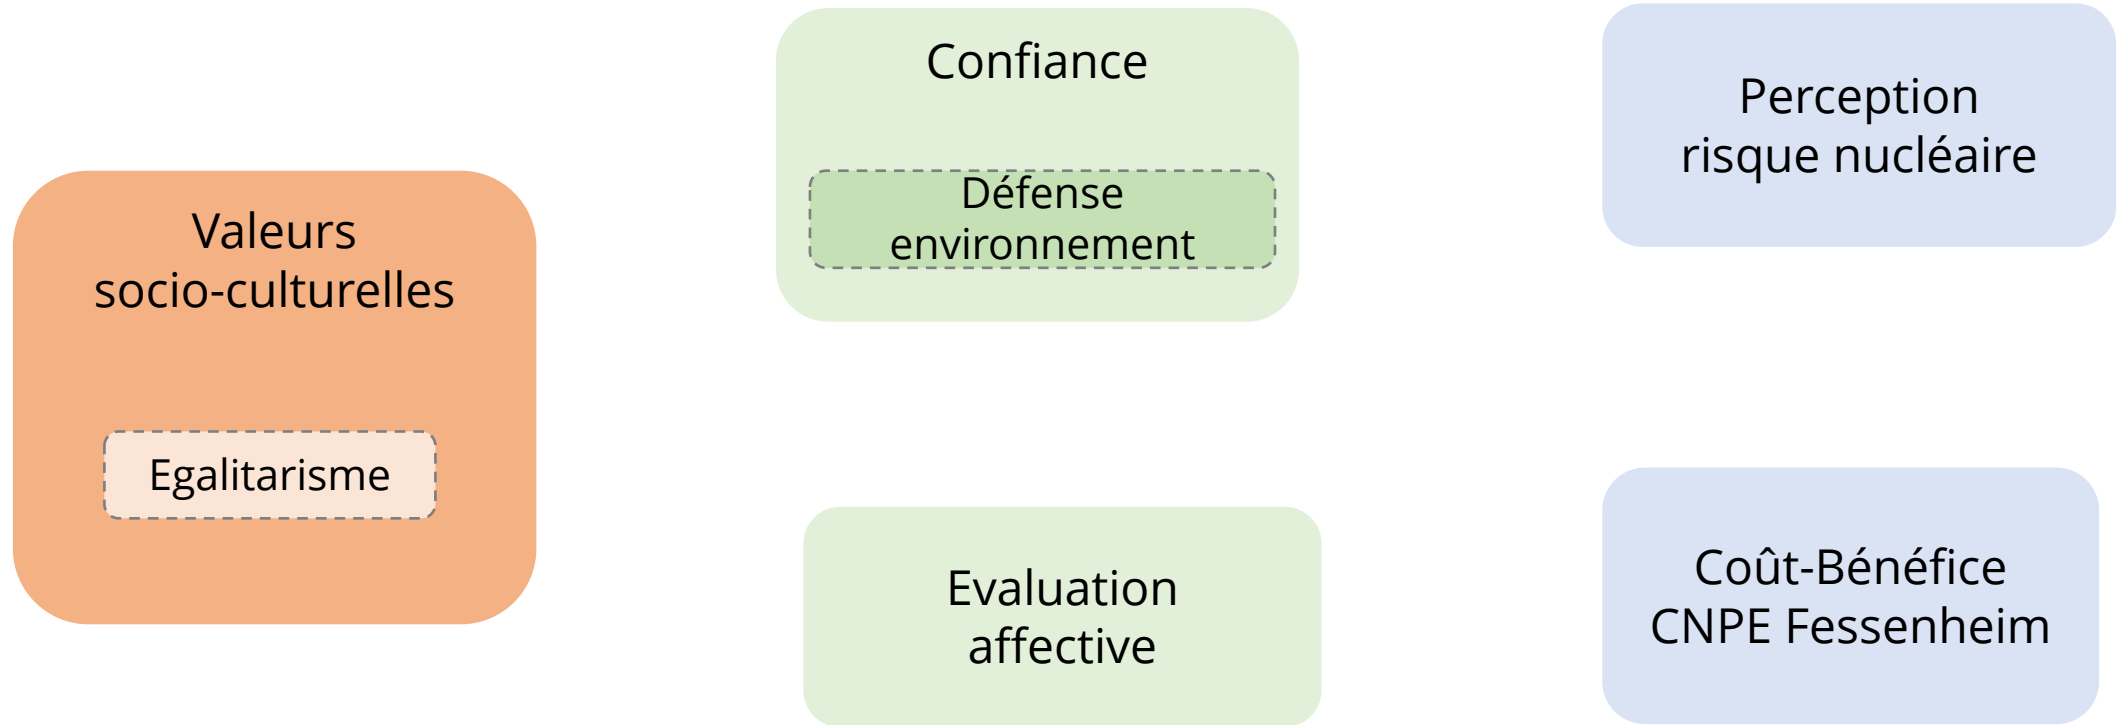 Valeurs
socio-culturelles
Egalitarisme
Confiance
Défense
environnement
Evaluation
affective
Perception
risque nucléaire
Coût-Bénéfice
CNPE Fessenheim